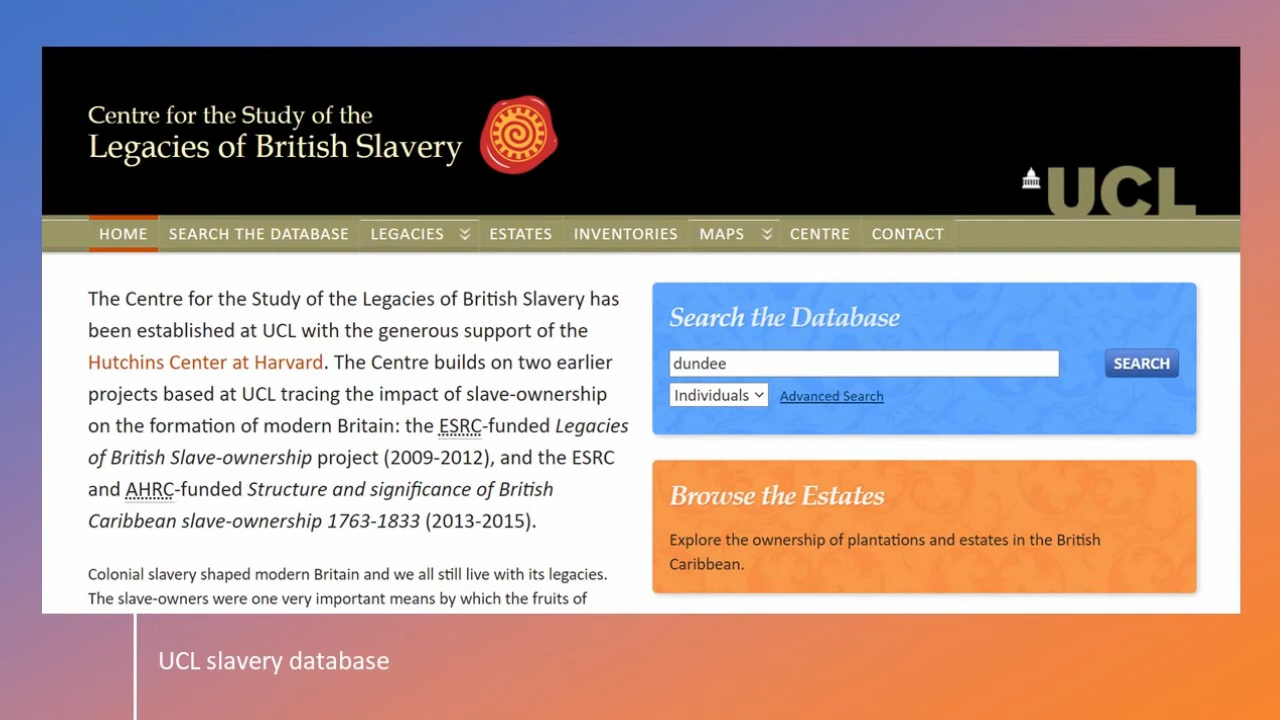 Centre for the Study of the
Legacies of British Slavery
UCL
HOME SEARCH THE DATABASE LEGACIES ESTATES INVENTORIES MAPS CENTRE CONTACT
The Centre for the Study of the Legacies of British Slavery has
been established at UCL with the generous support of the
Hutchins Center at Harvard. The Centre builds on two earlier
projects based at UCL tracing the impact of slave-ownership
on the formation of modern Britain: the ESRC-funded Legacies
of British Slave-ownership project (2009-2012), and the ESRC
and AHRC-funded Structure and significance of British
Caribbean slave-ownership 1763-1833 (2013-2015).
Colonial slavery shaped modern Britain and we all still live with its legacies.
The slave-owners were one very important means by which the fruits of
Search the Database
dundee
SEARCH
Individuals Advanced Search
Browse the Estates
Explore the ownership of plantations and estates in the British
Caribbean.
UCL slavery database